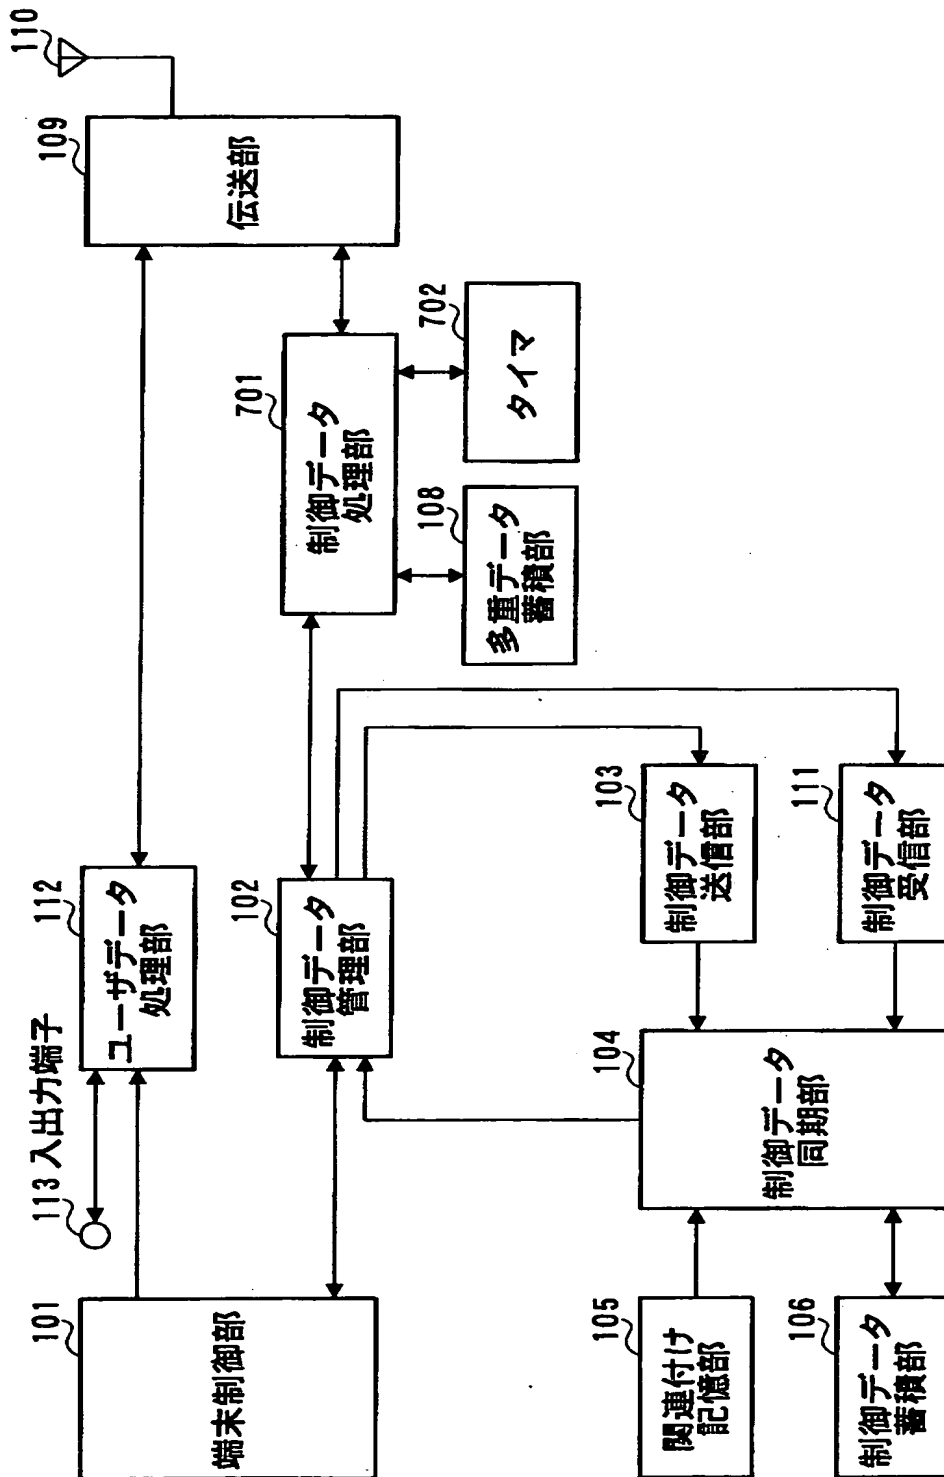 113 入出力端子
101
端末制御部
112
ユーザデータ
処理部
109
伝送部
110
102
制御データ
管理部
701
制御データ
処理部
108
多重データ
蓄積部
702
タイマ
105
関連付け
記憶部
106
制御データ
蓄積部
104
制御データ
同期部
103
制御データ
送信部
111
制御データ
受信部